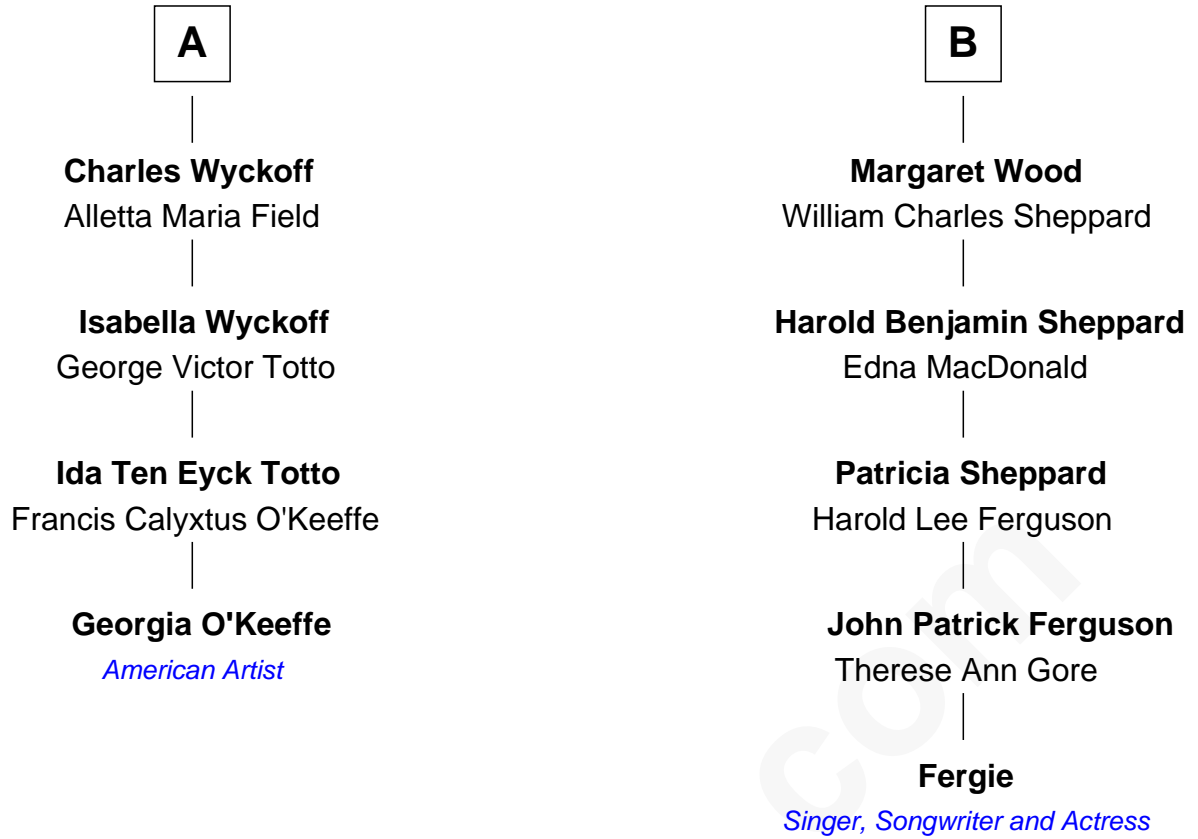 A
Charles Wyckoff
Alletta Maria Field
Isabella Wyckoff
George Victor Totto
Ida Ten Eyck Totto
Francis Calyxtus O'Keeffe
Georgia O'Keeffe
American Artist
B
Margaret Wood
William Charles Sheppard
Harold Benjamin Sheppard
Edna MacDonald
Patricia Sheppard
Harold Lee Ferguson
John Patrick Ferguson
Therese Ann Gore
Fergie
Singer, Songwriter and Actress
com